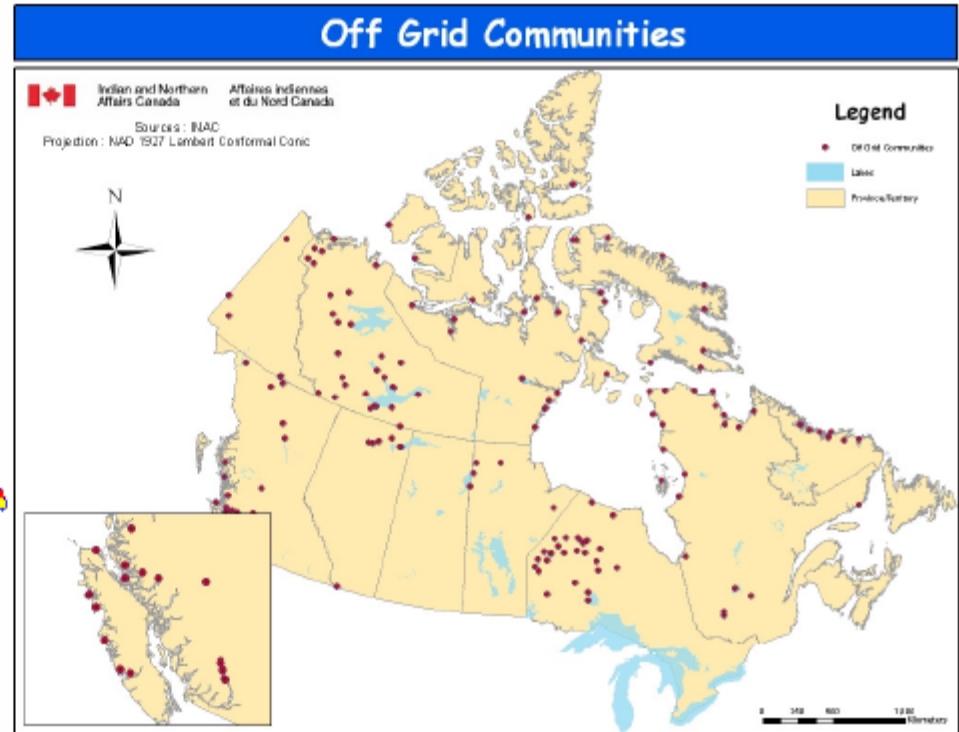 Off Grid Communities
Indian and Northern Affairs Canada
Affaires indiennes et du Nord Canada
Sources : INAC
Projection : NAD 1927 Lambert Conformal Conic
N
Legend
Off Grid Communities
Lakes
Province/Territory
0
Kilometers